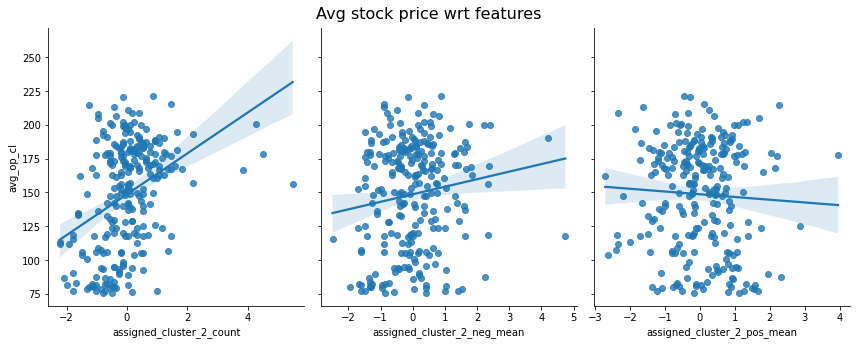 Avg stock price wrt features
avg_op_cl
250
225
200
175
150
125
100
75
−2 0 2 4
−2 −1 0 1 2 3 4 5
−3 −2 −1 0 1 2 3 4
assigned_cluster_2_count
assigned_cluster_2_neg_mean
assigned_cluster_2_pos_mean